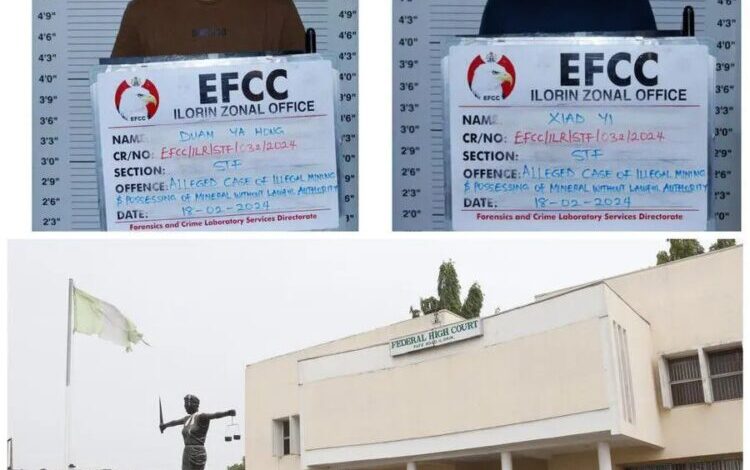 EFCC
ILORIN ZONAL OFFICE
EFCC
NAME: DUAM YA HONG
CR/NO: EFCC/ILR/STF/032/2024
SECTION: STF
OFFENCE: ALLEGED CASE OF ILLEGAL MINING
& POSSESSING OF MINERAL WITHOUT LAWFUL AUTHORITY
DATE: 18-02-2024
Forensics and Crime Laboratory Services Directorate
EFCC
ILORIN ZONAL OFFICE
EFCC
NAME: XIAD YI
CR/NO: EFCC/ILR/STF/032/2024
SECTION: STF
OFFENCE: ALLEGED CASE OF ILLEGAL MINING
& POSSESSING OF MINERAL WITHOUT LAWFUL AUTHORITY
DATE: 18-02-2024
Forensics and Crime Laboratory Services Directorate
FEDERAL HIGH COURT